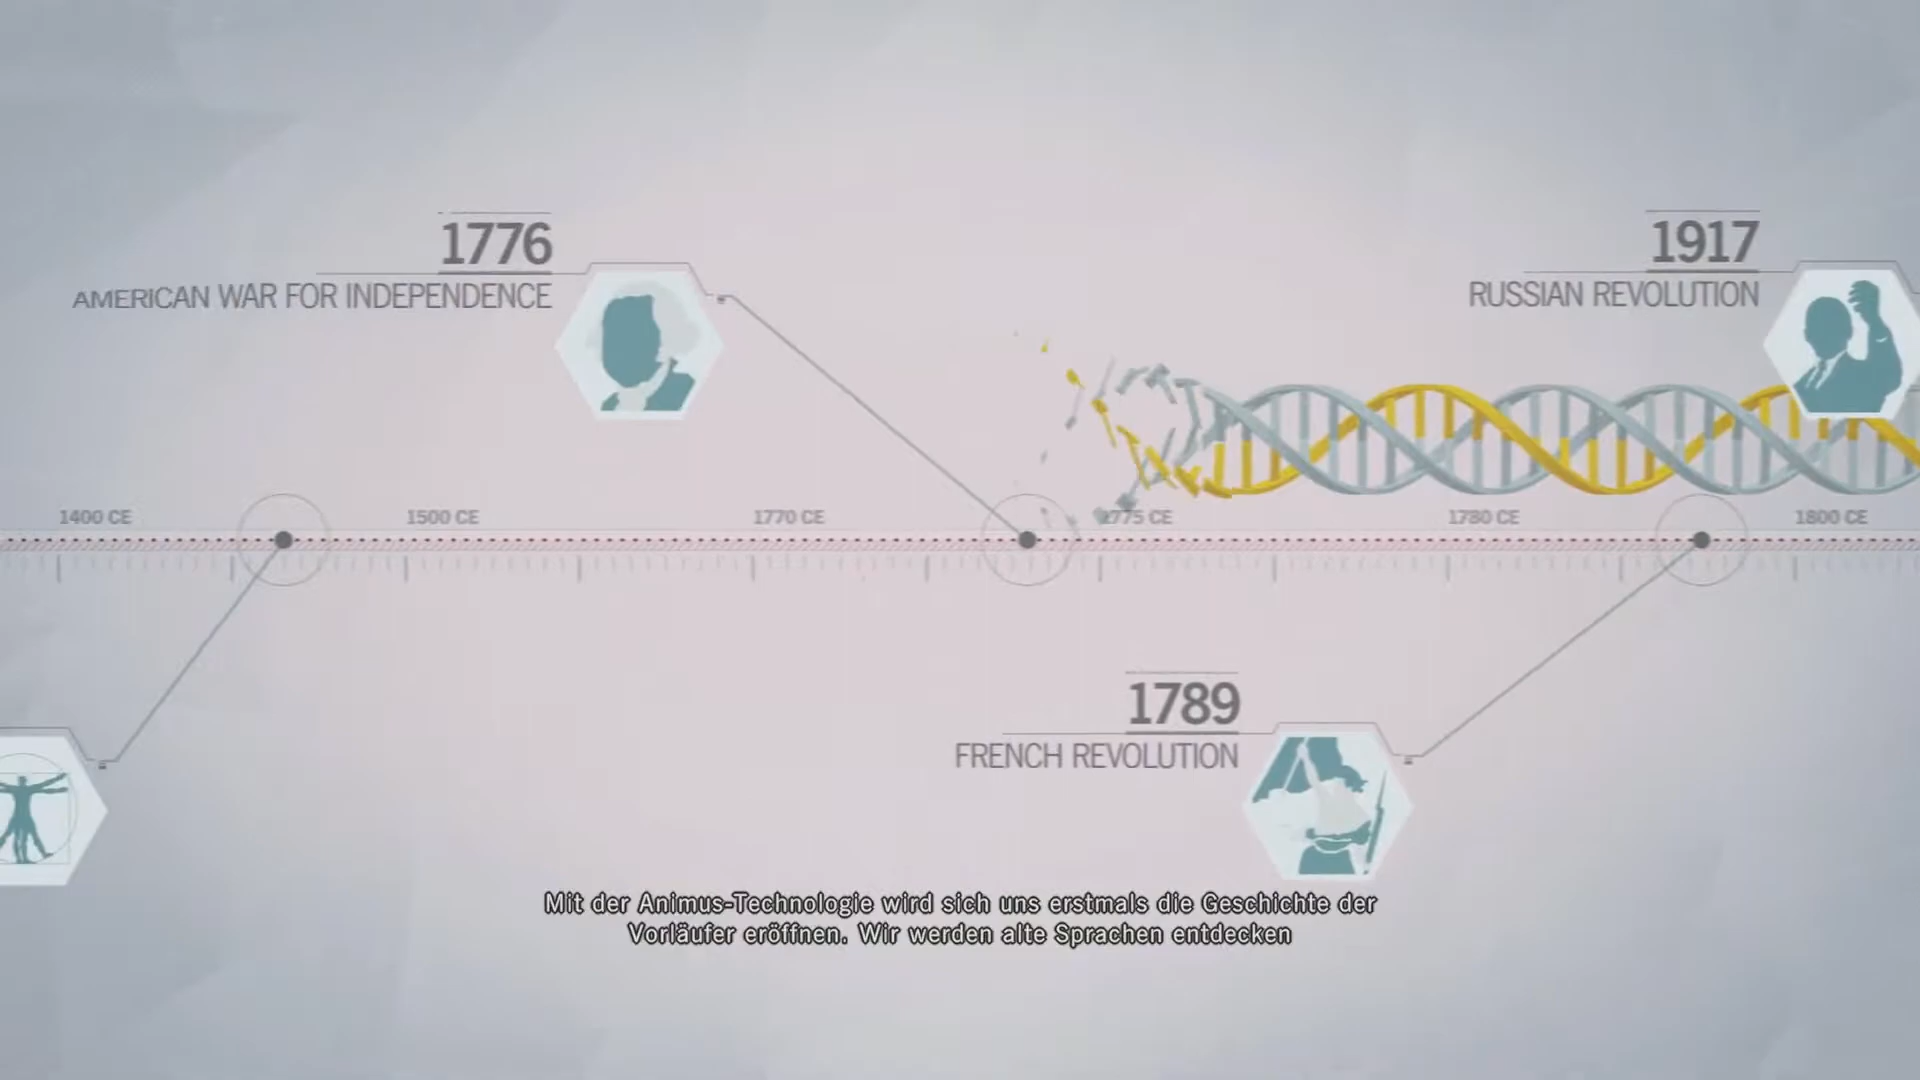 1776
AMERICAN WAR FOR INDEPENDENCE
1917
RUSSIAN REVOLUTION
1400 CE
1500 CE
1770 CE
1775 CE
1780 CE
1800 CE
1789
FRENCH REVOLUTION
Mit der Animus-Technologie wird sich uns erstmals die Geschichte der
Vorläufer eröffnen. Wir werden alte Sprachen entdecken